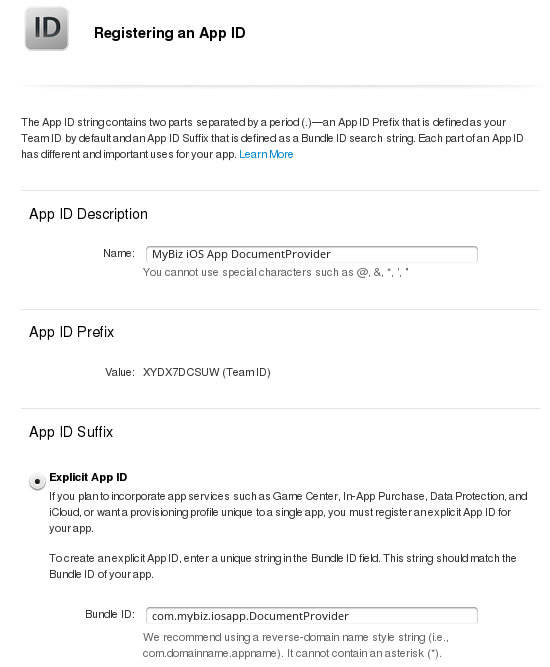 ID
Registering an App ID
The App ID string contains two parts separated by a period (.)—an App ID Prefix that is defined as your
Team ID by default and an App ID Suffix that is defined as a Bundle ID search string. Each part of an App ID
has different and important uses for your app. Learn More
App ID Description
Name: MyBiz iOS App DocumentProvider
You cannot use special characters such as @, &, *, ', "
App ID Prefix
Value: XYDX7DCSUW (Team ID)
App ID Suffix
Explicit App ID
If you plan to incorporate app services such as Game Center, In-App Purchase, Data Protection, and
iCloud, or want a provisioning profile unique to a single app, you must register an explicit App ID for
your app.
To create an explicit App ID, enter a unique string in the Bundle ID field. This string should match the
Bundle ID of your app.
Bundle ID: com.mybiz.iosapp.DocumentProvider
We recommend using a reverse-domain name style string (i.e.,
com.domainname.appname). It cannot contain an asterisk (*).